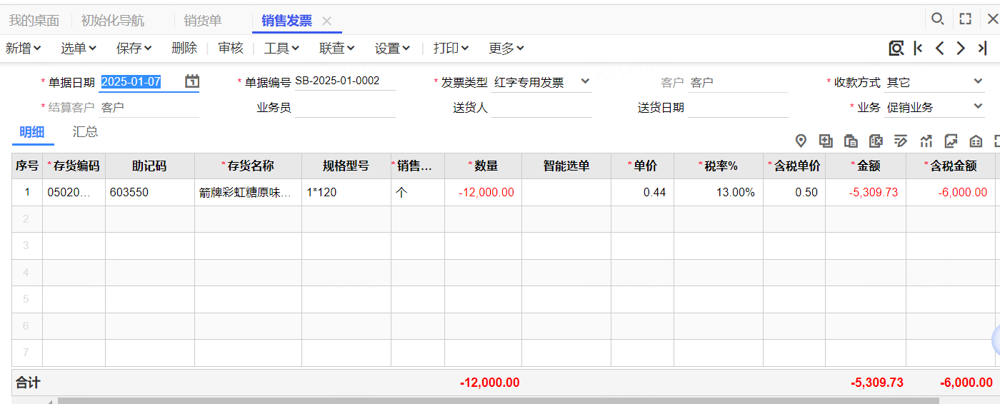 我的桌面 初始化导航 销货单 销售发票
新增 选单 保存 删除 审核 工具 联查 设置 打印 更多
* 单据日期 2025-01-07 * 单据编号 SB-2025-01-0002 * 发票类型 红字专用发票 客户 客户 * 收款方式 其它
* 结算客户 客户 业务员 送货人 送货日期 * 业务 促销业务
明细 汇总
序号 *存货编码 助记码 *存货名称 规格型号 *销售... *数量 智能选单 *单价 *税率% *含税单价 *金额 *含税金额
1 05020... 603550 箭牌彩虹糖原味... 1*120 个 -12,000.00 0.44 13.00% 0.50 -5,309.73 -6,000.00
2
3
4
5
6
7
合计 -12,000.00 -5,309.73 -6,000.00